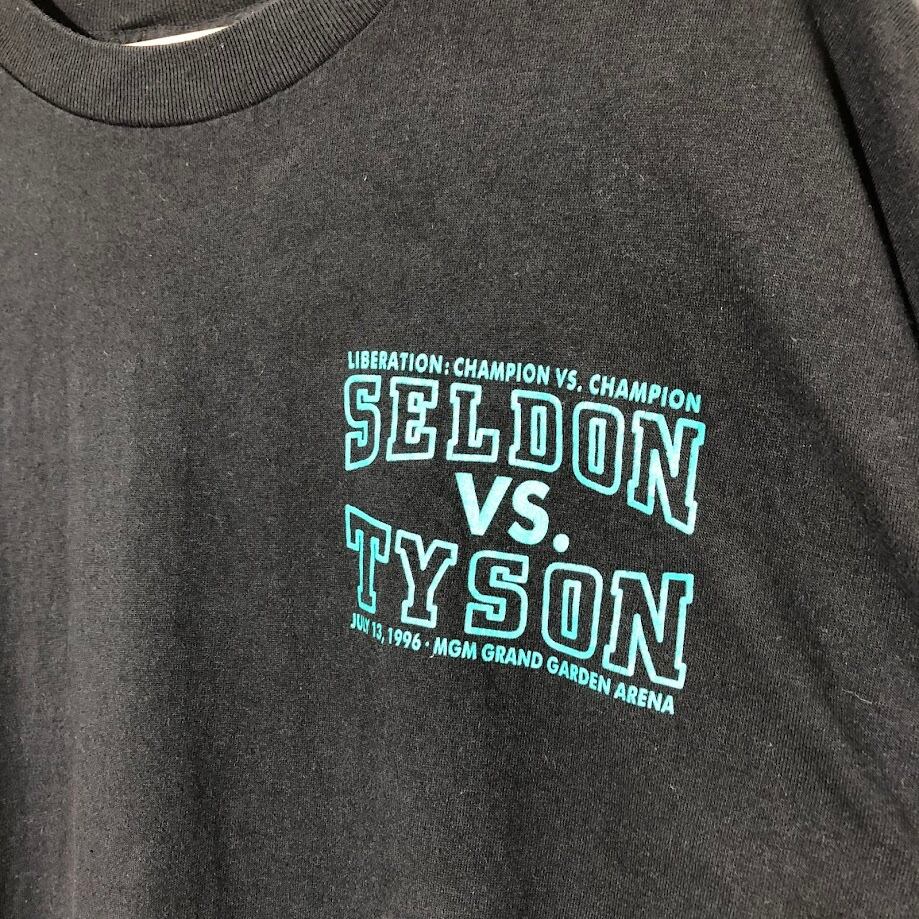 LIBERATION: CHAMPION VS. CHAMPION
SELDON
VS.
TYSON
JULY 13, 1996 · MGM GRAND GARDEN ARENA